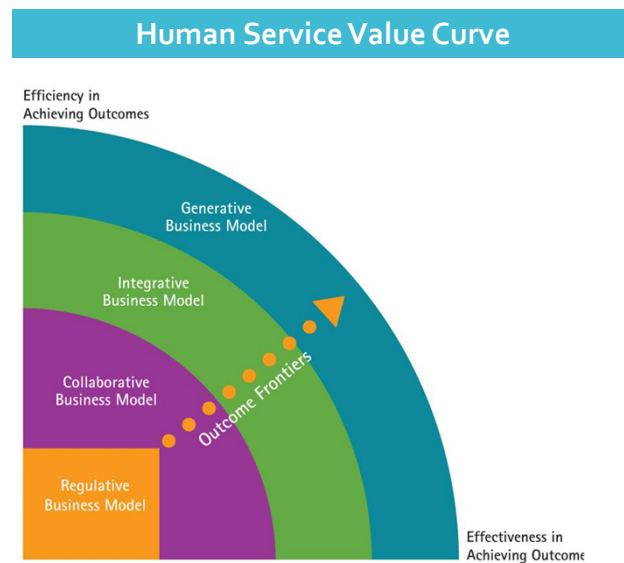 Human Service Value Curve
Efficiency in
Achieving Outcomes
Generative
Business Model
Integrative
Business Model
Collaborative
Business Model
Outcome Frontiers
Regulative
Business Model
Effectiveness in
Achieving Outcome